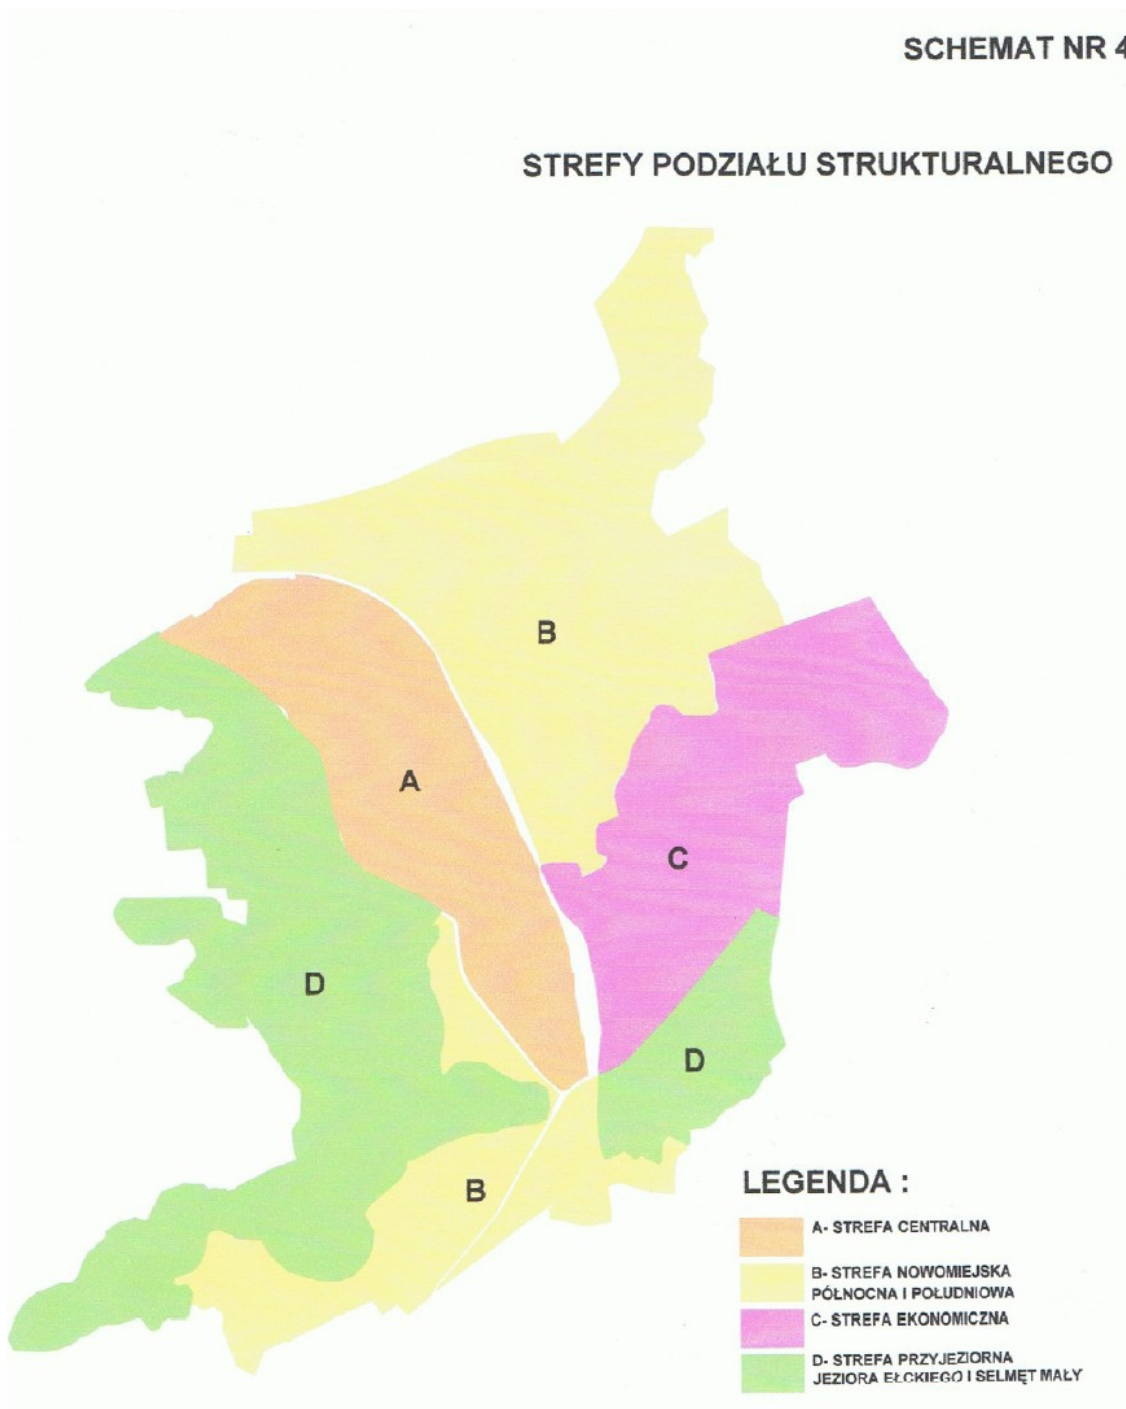 SCHEMAT NR 4
STREFY PODZIAŁU STRUKTURALNEGO
B
A
C
D
D
B
LEGENDA :
A- STREFA CENTRALNA
B- STREFA NOWOMIEJSKA
PÓŁNOCNA I POŁUDNIOWA
C- STREFA EKONOMICZNA
D- STREFA PRZYJEZIORNA
JEZIORA EŁCKIEGO I SELMĘT MAŁY